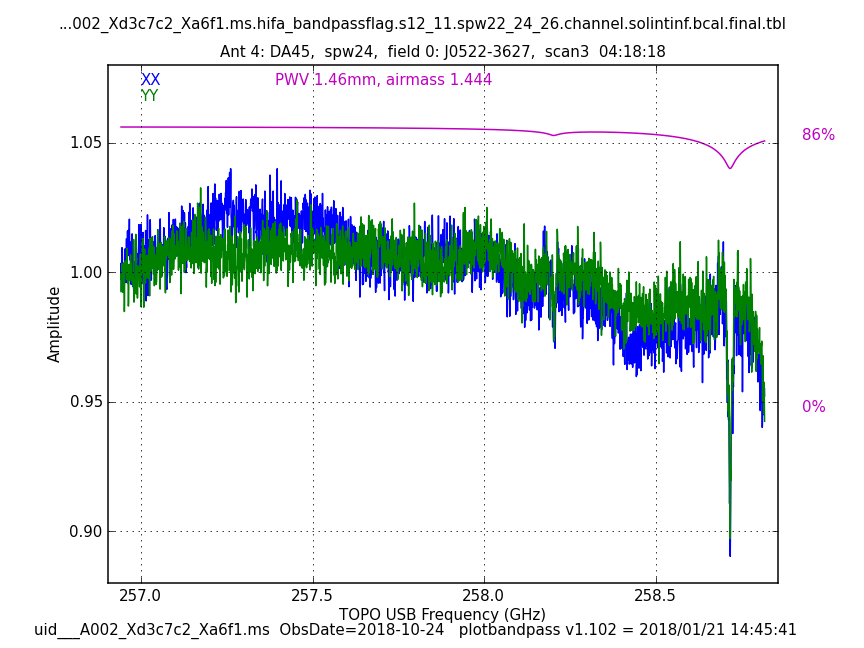 ...002_Xd3c7c2_Xa6f1.ms.hifa_bandpassflag.s12_11.spw22_24_26.channel.solintinf.bcal.final.tbl
Ant 4: DA45,  spw24,  field 0: J0522-3627,  scan3  04:18:18
XX
PWV 1.46mm, airmass 1.444
YY
86%
1.05
1.00
0.95
0.90
0%
Amplitude
257.0
257.5
258.0
258.5
TOPO USB Frequency (GHz)
uid___A002_Xd3c7c2_Xa6f1.ms  ObsDate=2018-10-24   plotbandpass v1.102 = 2018/01/21 14:45:41